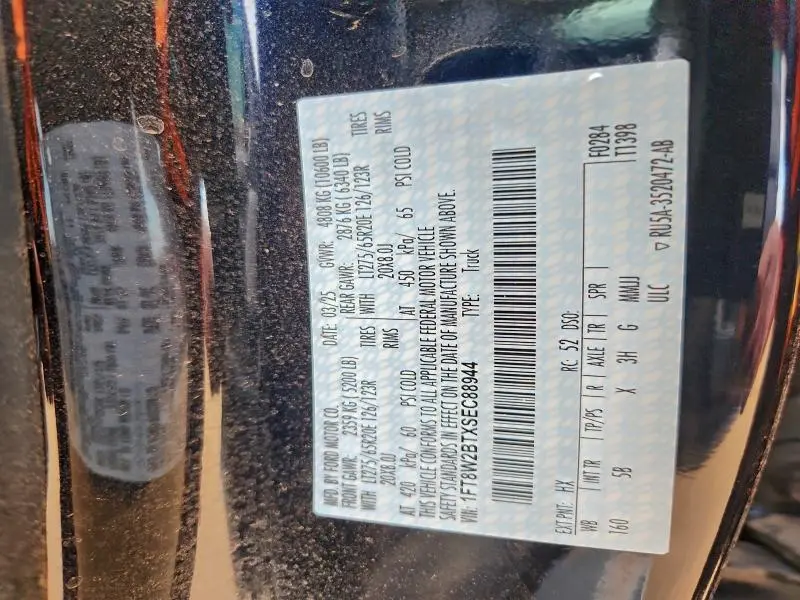 MFD. BY FORD MOTOR CO. DATE: 03/25 GVWR: 4808 KG (10600 LB)
FRONT GAWR: 2359 KG (5200 LB) REAR GAWR: 2876 KG (6340 LB)
WITH LT275/65R20E 126/123R TIRES WITH LT275/65R20E 126/123R TIRES
20X8.0J RIMS 20X8.0J RIMS
AT 420 kPa/ 60 PSI COLD AT 450 kPa/ 65 PSI COLD
THIS VEHICLE CONFORMS TO ALL APPLICABLE FEDERAL MOTOR VEHICLE
SAFETY STANDARDS IN EFFECT ON THE DATE OF MANUFACTURE SHOWN ABOVE.
VIN: 1FT8W2BTXSEC88944 TYPE: Truck
EXT PNT: HX RC: 52 DSO: F0284
WB INT TR TP/PS R AXLE TR SPR T1398
160 5B X 3H G MMJJ
ULC ▽ RU5A-3520472-AB